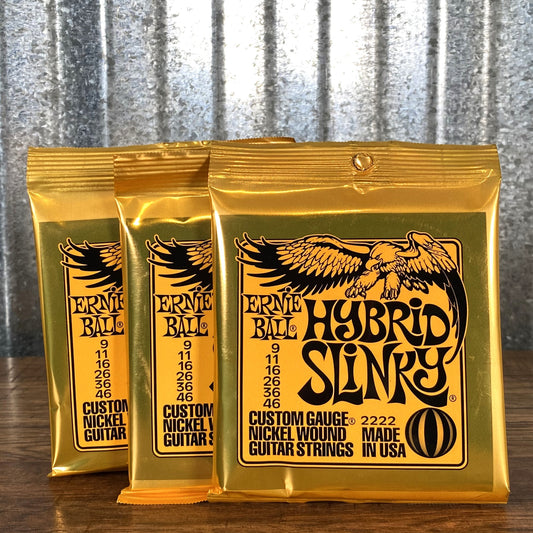 ERNIE
BALL®
9
11
16
26
36
46
CUSTOM
NICKEL W
GUITAR S
ERNIE
BALL®
9
11
16
26
36
46
CUSTOM
NICKEL W
GUITAR S
ERNIE
BALL®
HYBRID
SLINKY®
9
11
16
26
36
46
CUSTOM GAUGE® 2222
NICKEL WOUND MADE
GUITAR STRINGS IN USA